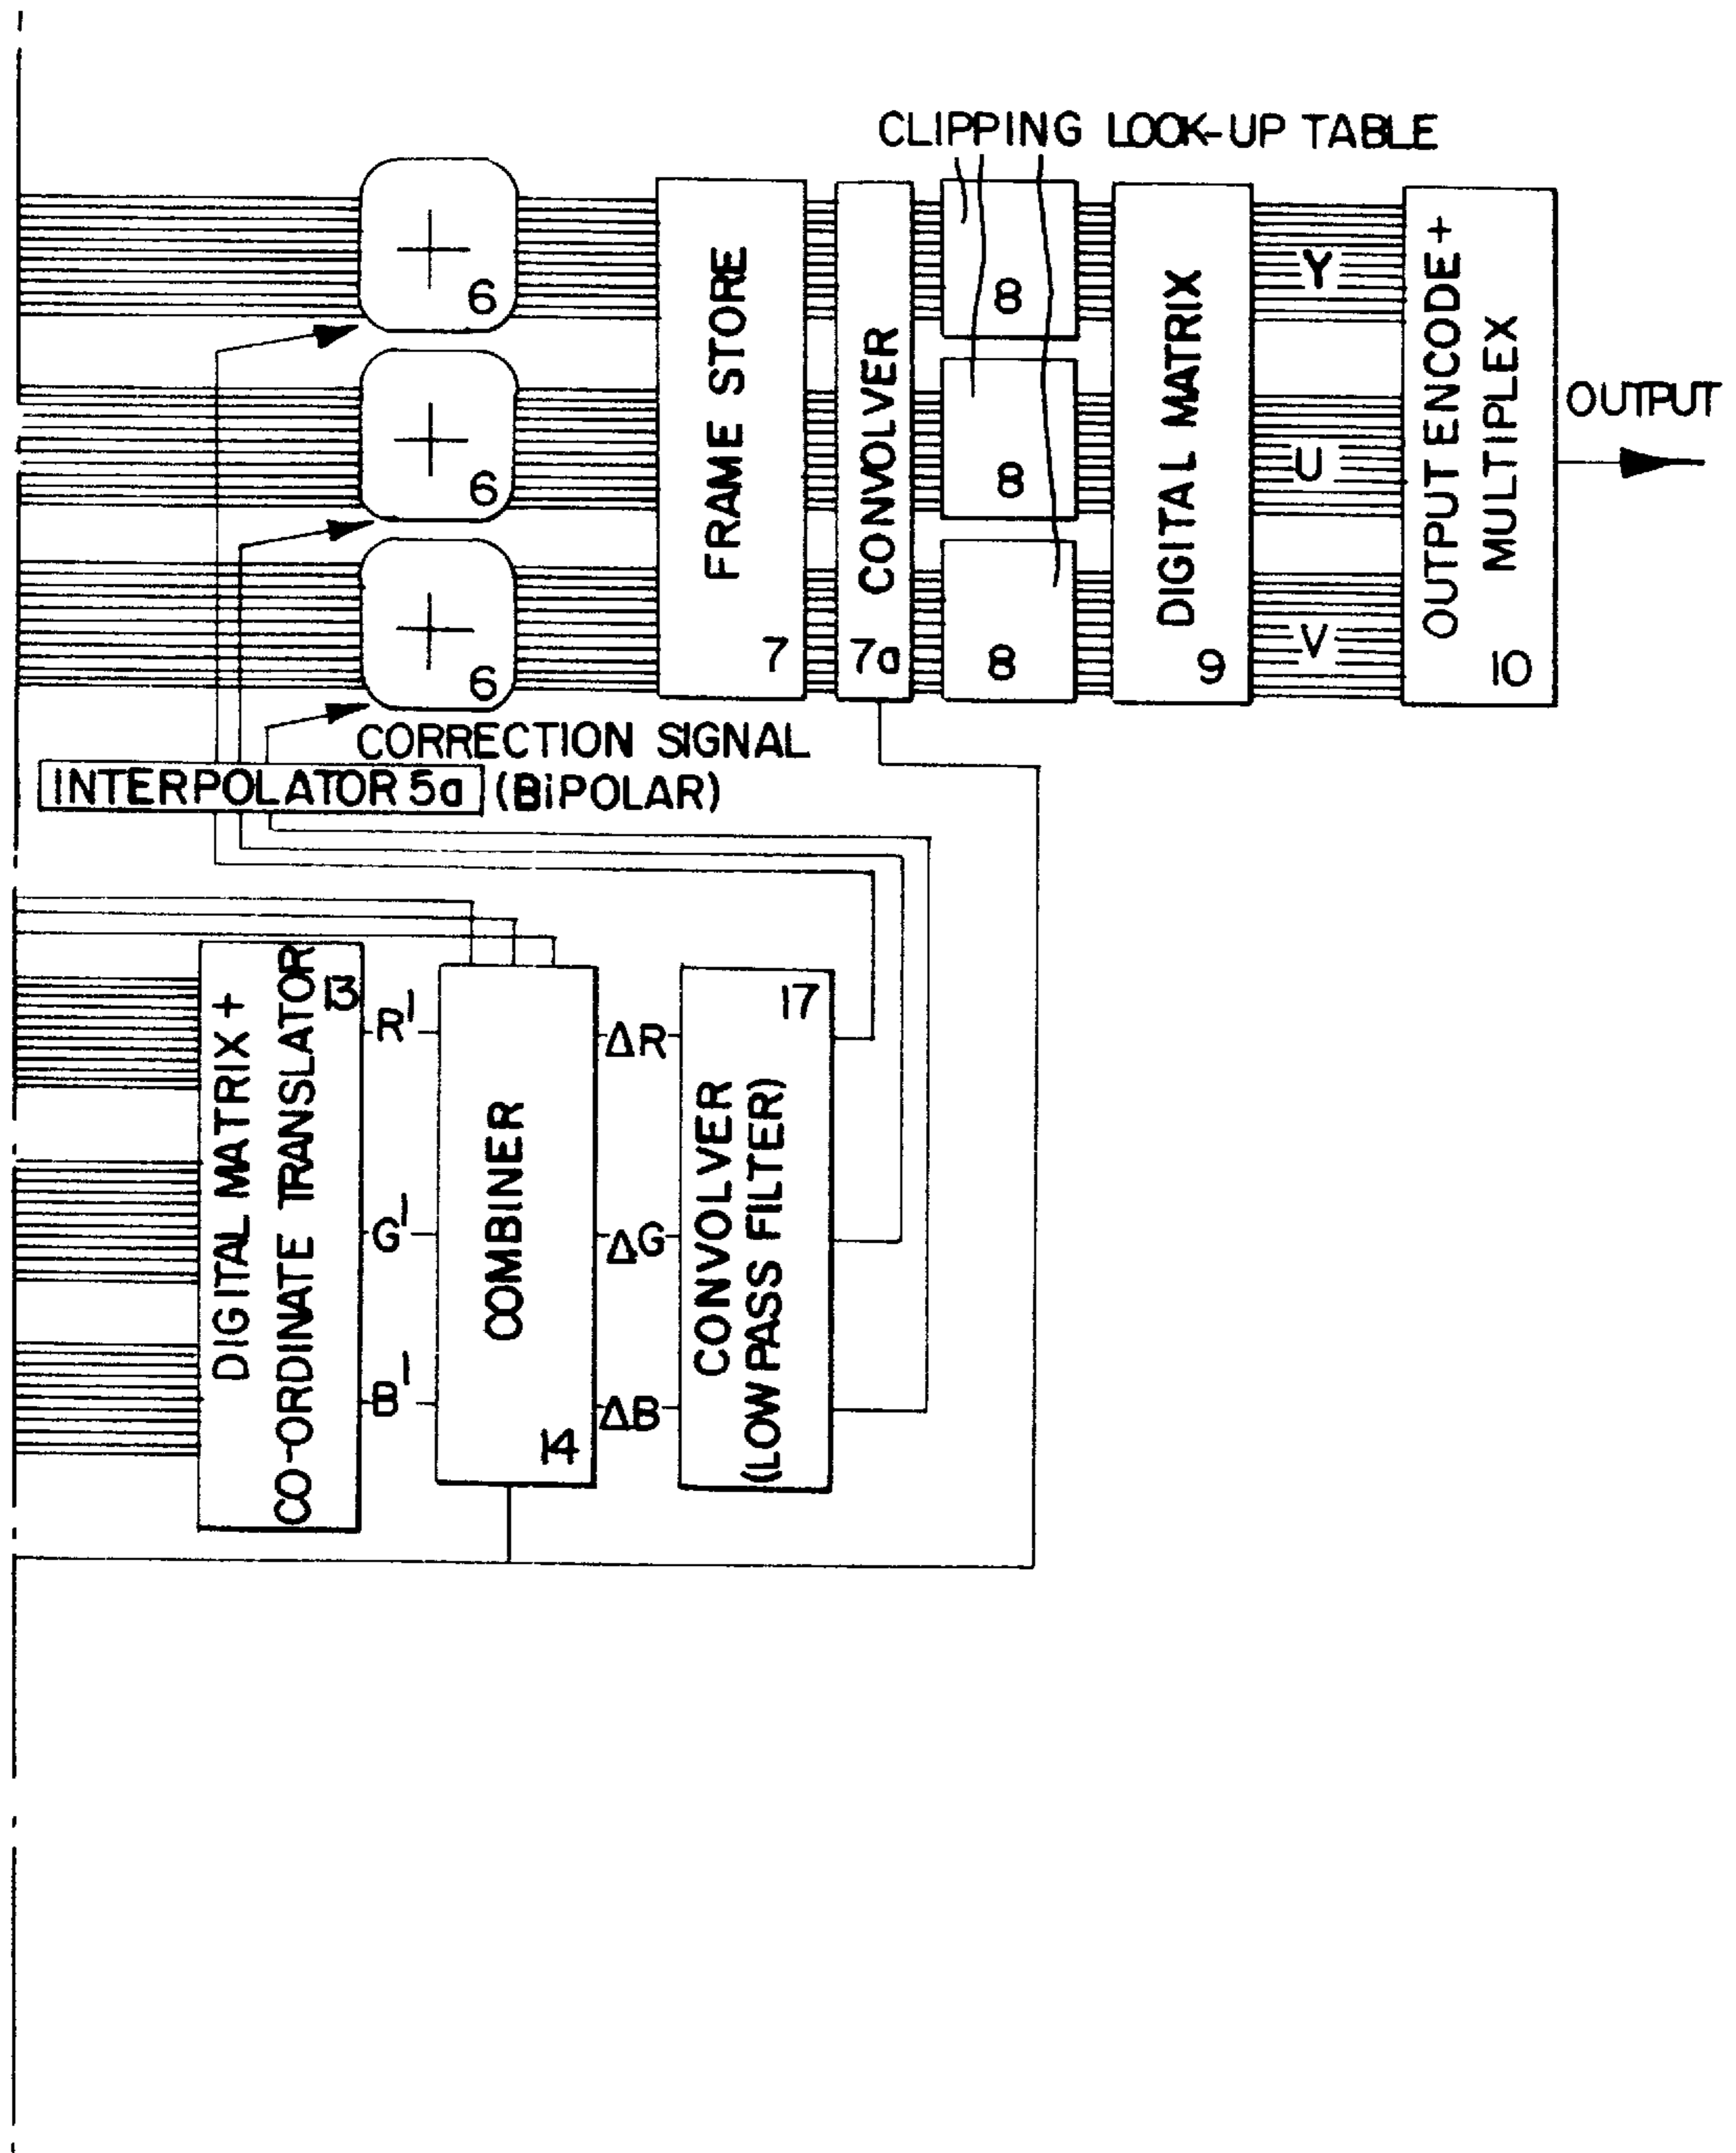 CLIPPING LOOK-UP TABLE
6
6
6
FRAME STORE
7
CONVOLVER
7a
8
8
8
DIGITAL MATRIX
9
Y
U
V
OUTPUT ENCODE +
MULTIPLEX
10
OUTPUT
CORRECTION SIGNAL
(BiPOLAR)
INTERPOLATOR 5a
DIGITAL MATRIX +
CO-ORDINATE TRANSLATOR
13
R'
G'
B'
COMBINER
14
ΔR
ΔG
ΔB
CONVOLVER
(LOW PASS FILTER)
17